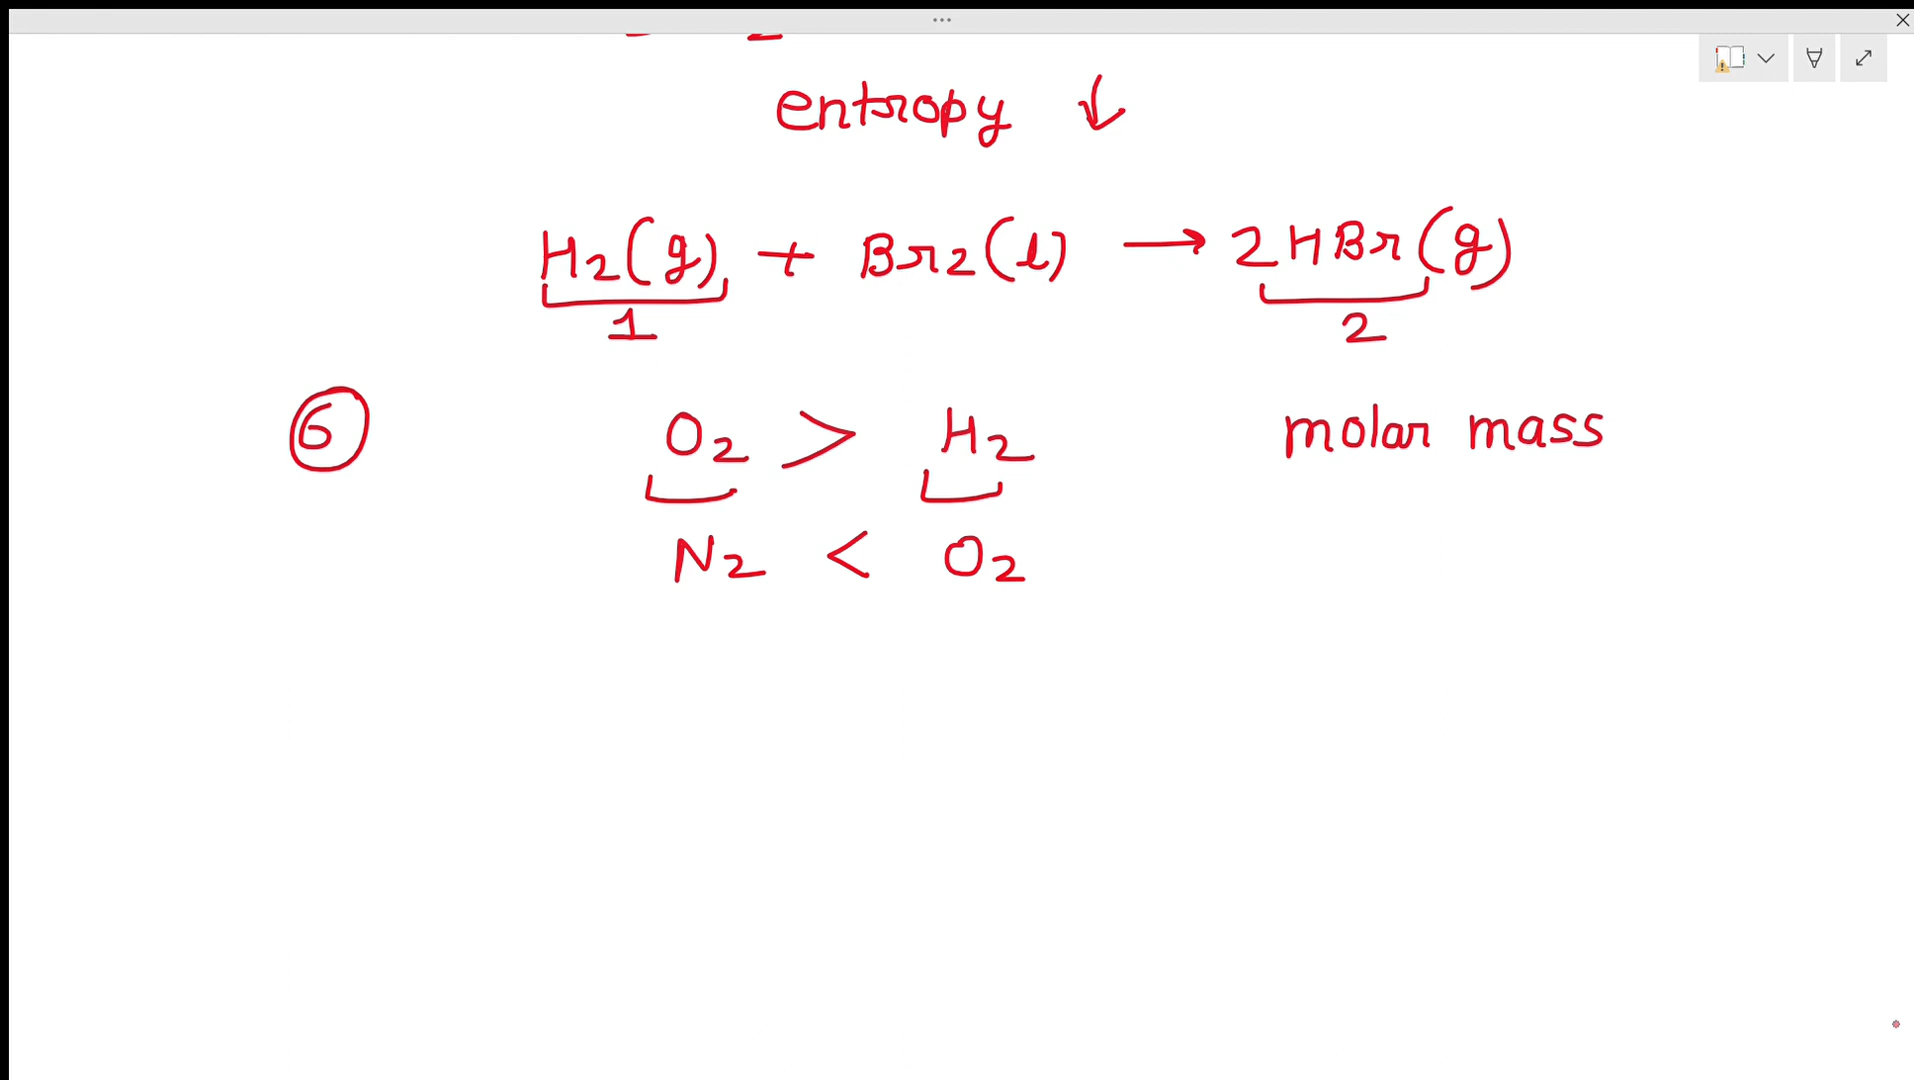 entropy ↓
H2(g) + Br2(l) → 2HBr(g)
1 2
6 O2 > H2 molar mass
N2 < O2